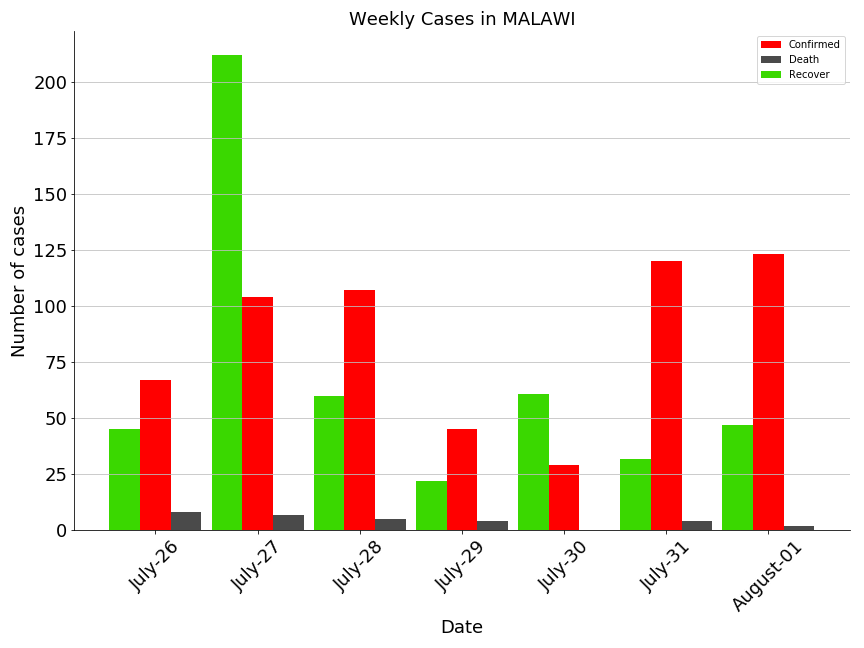 Weekly Cases in MALAWI
Confirmed
Death
Recover
Number of cases
200
175
150
125
100
75
50
25
0
July-26
July-27
July-28
July-29
July-30
July-31
August-01
Date